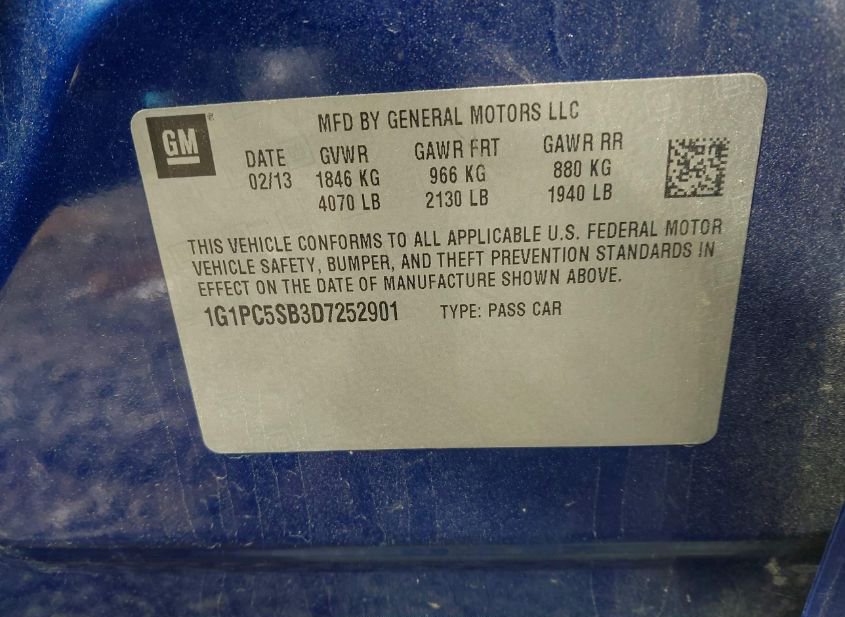 GM ®
MFD BY GENERAL MOTORS LLC
DATE GVWR GAWR FRT GAWR RR
02/13 1846 KG 966 KG 880 KG
4070 LB 2130 LB 1940 LB
THIS VEHICLE CONFORMS TO ALL APPLICABLE U.S. FEDERAL MOTOR
VEHICLE SAFETY, BUMPER, AND THEFT PREVENTION STANDARDS IN
EFFECT ON THE DATE OF MANUFACTURE SHOWN ABOVE.
1G1PC5SB3D7252901 TYPE: PASS CAR